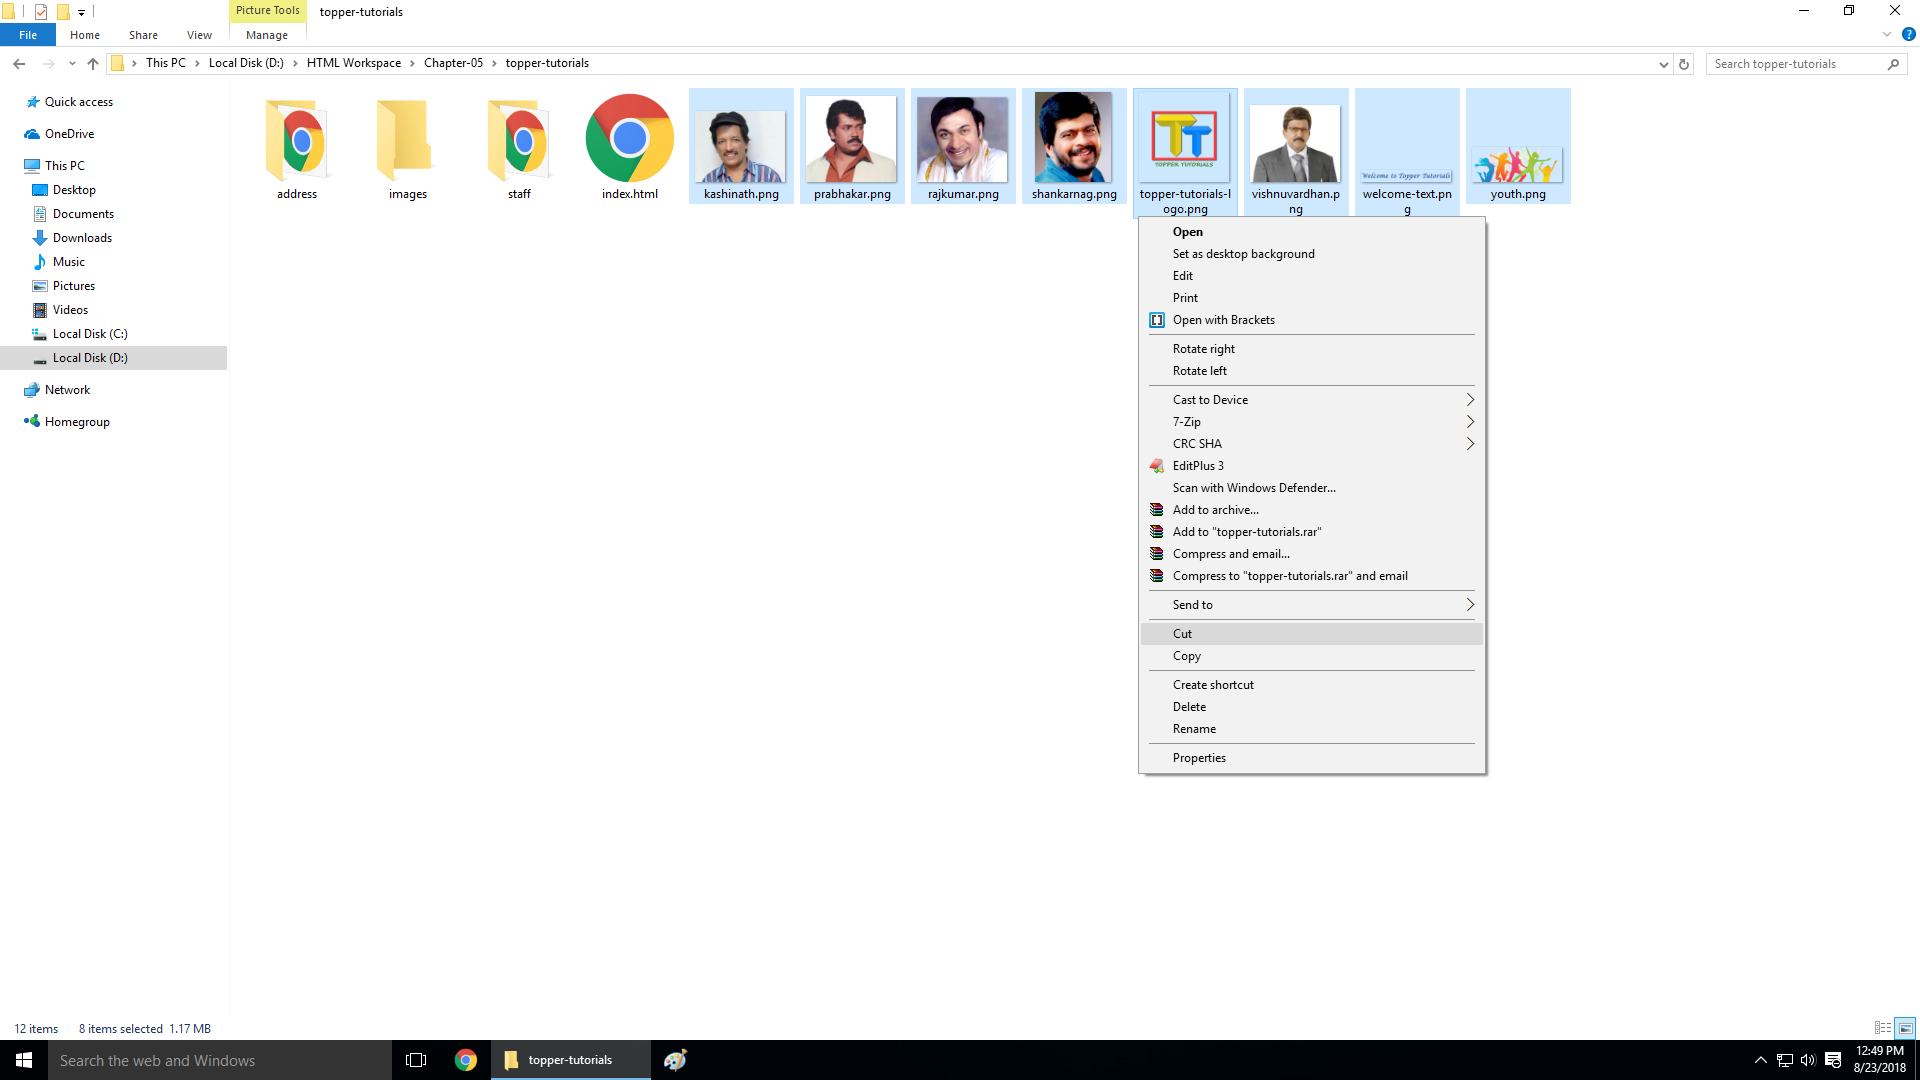 Picture Tools
topper-tutorials
File
Home
Share
View
Manage
This PC
Local Disk (D:)
HTML Workspace
Chapter-05
topper-tutorials
Search topper-tutorials
Quick access
OneDrive
This PC
Desktop
Documents
Downloads
Music
Pictures
Videos
Local Disk (C:)
Local Disk (D:)
Network
Homegroup
address
images
staff
index.html
kashinath.png
prabhakar.png
rajkumar.png
shankarnag.png
TT
TOPPER TUTORIALS
topper-tutorials-l
ogo.png
vishnuvardhan.p
ng
Welcome to Topper Tutorials
welcome-text.pn
g
youth.png
Open
Set as desktop background
Edit
Print
Open with Brackets
Rotate right
Rotate left
Cast to Device
7-Zip
CRC SHA
EditPlus 3
Scan with Windows Defender...
Add to archive...
Add to "topper-tutorials.rar"
Compress and email...
Compress to "topper-tutorials.rar" and email
Send to
Cut
Copy
Create shortcut
Delete
Rename
Properties
12 items
8 items selected 1.17 MB
Search the web and Windows
topper-tutorials
12:49 PM
8/23/2018